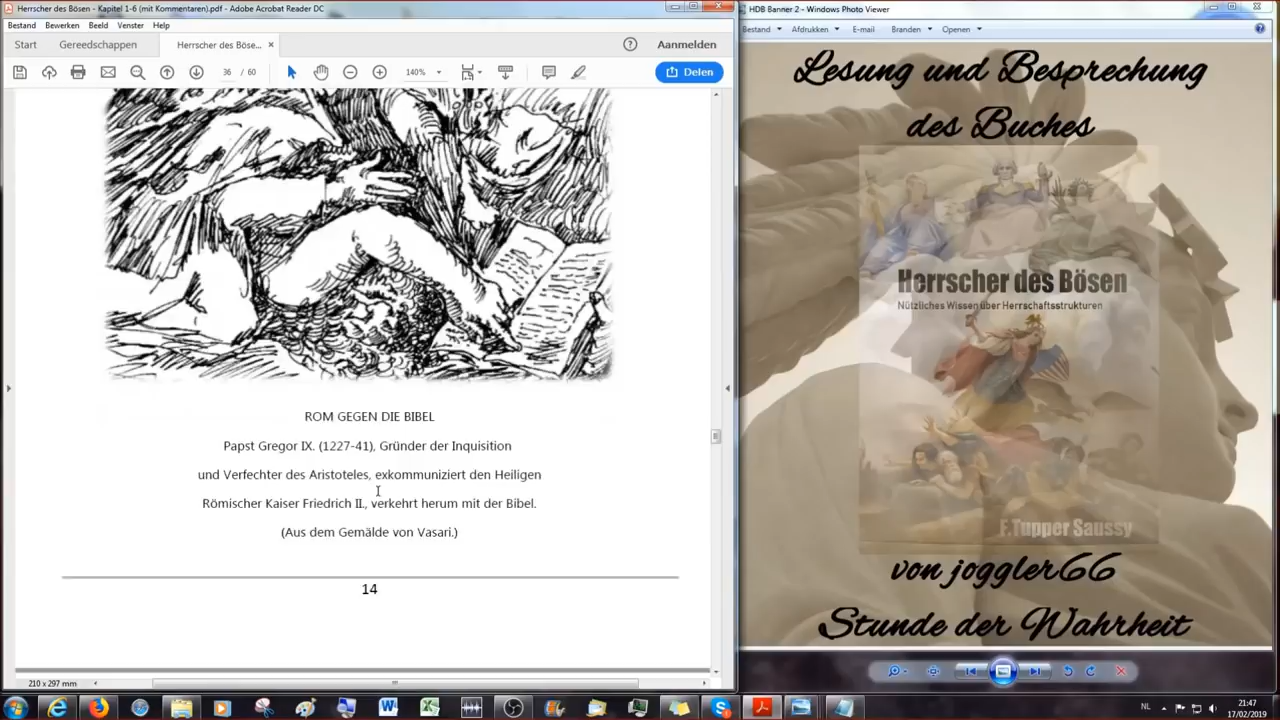 Herrscher des Bösen - Kapitel 1-6 (mit Kommentaren).pdf - Adobe Acrobat Reader DC
Bestand Bewerken Beeld Venster Help
Start Gereedschappen Herrscher des Böse... × Aanmelden
36 / 60 140% Delen
ROM GEGEN DIE BIBEL
Papst Gregor IX. (1227-41), Gründer der Inquisition
und Verfechter des Aristoteles, exkommuniziert den Heiligen
Römischer Kaiser Friedrich II., verkehrt herum mit der Bibel.
(Aus dem Gemälde von Vasari.)
14
210 x 297 mm
HDB Banner 2 - Windows Photo Viewer
Bestand Afdrukken E-mail Branden Openen
Lesung und Besprechung
des Buches
Herrscher des Bösen
Nützliches Wissen über Herrschaftsstrukturen
F.Tupper Saussy
von joggler66
Stunde der Wahrheit
NL 21:47
17/02/2019